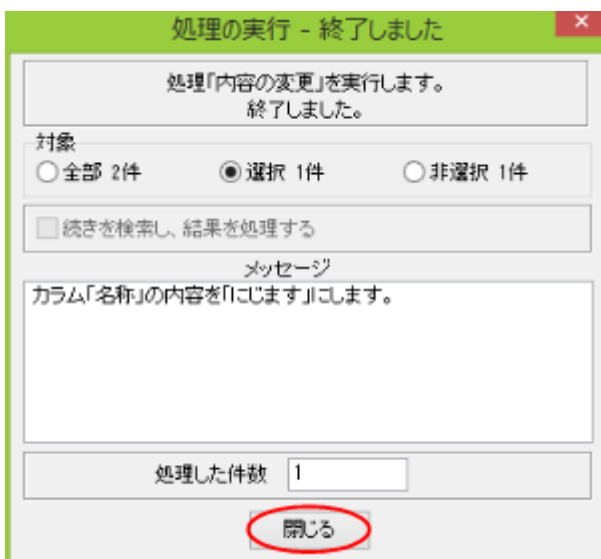 処理の実行 - 終了しました
処理「内容の変更」を実行します。
終了しました。
対象
全部 2件 選択 1件 非選択 1件
続きを検索し、結果を処理する
メッセージ
カラム「名称」の内容を「にじます」にします。
処理した件数 1
閉じる